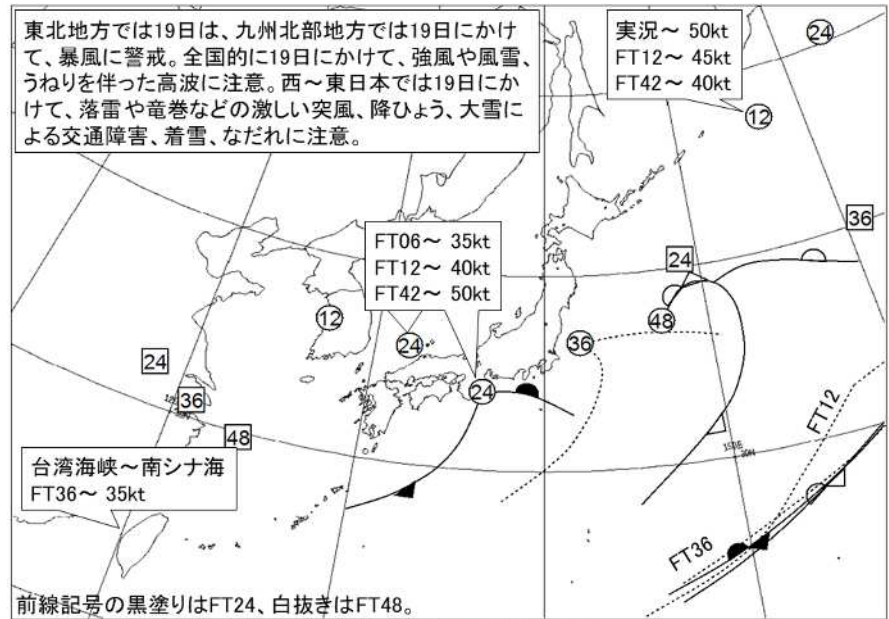 東北地方では19日は、九州北部地方では19日にかけ
て、暴風に警戒。全国的に19日にかけて、強風や風雪、
うねりを伴った高波に注意。西～東日本では19日にか
けて、落雷や竜巻などの激しい突風、降ひょう、大雪に
よる交通障害、着雪、なだれに注意。
実況～ 50kt
FT12～ 45kt
FT42～ 40kt
24
12
36
FT06～ 35kt
FT12～ 40kt
FT42～ 50kt
24
12
48
24
36
24
36
24
48
FT12
台湾海峡～南シナ海
FT36～ 35kt
FT36
前線記号の黒塗りはFT24、白抜きはFT48。